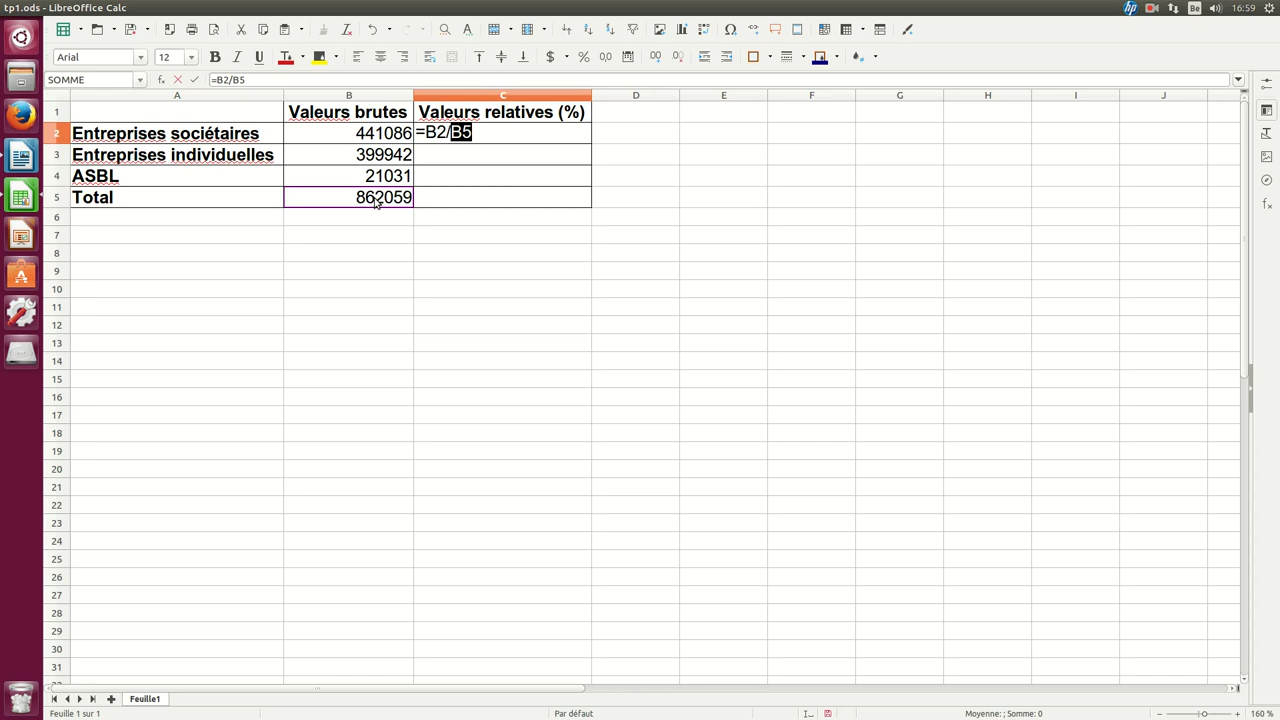 tp1.ods - LibreOffice Calc
Be
16:59
Arial
12
SOMME
=B2/B5
A B C D E F G H I J
1 Valeurs brutes Valeurs relatives (%)
2 Entreprises sociétaires 441086 =B2/B5
3 Entreprises individuelles 399942
4 ASBL 21031
5 Total 862059
6
7
8
9
10
11
12
13
14
15
16
17
18
19
20
21
22
23
24
25
26
27
28
29
30
31
Feuille1
Feuille 1 sur 1 Par défaut Moyenne: ; Somme: 0 160 %